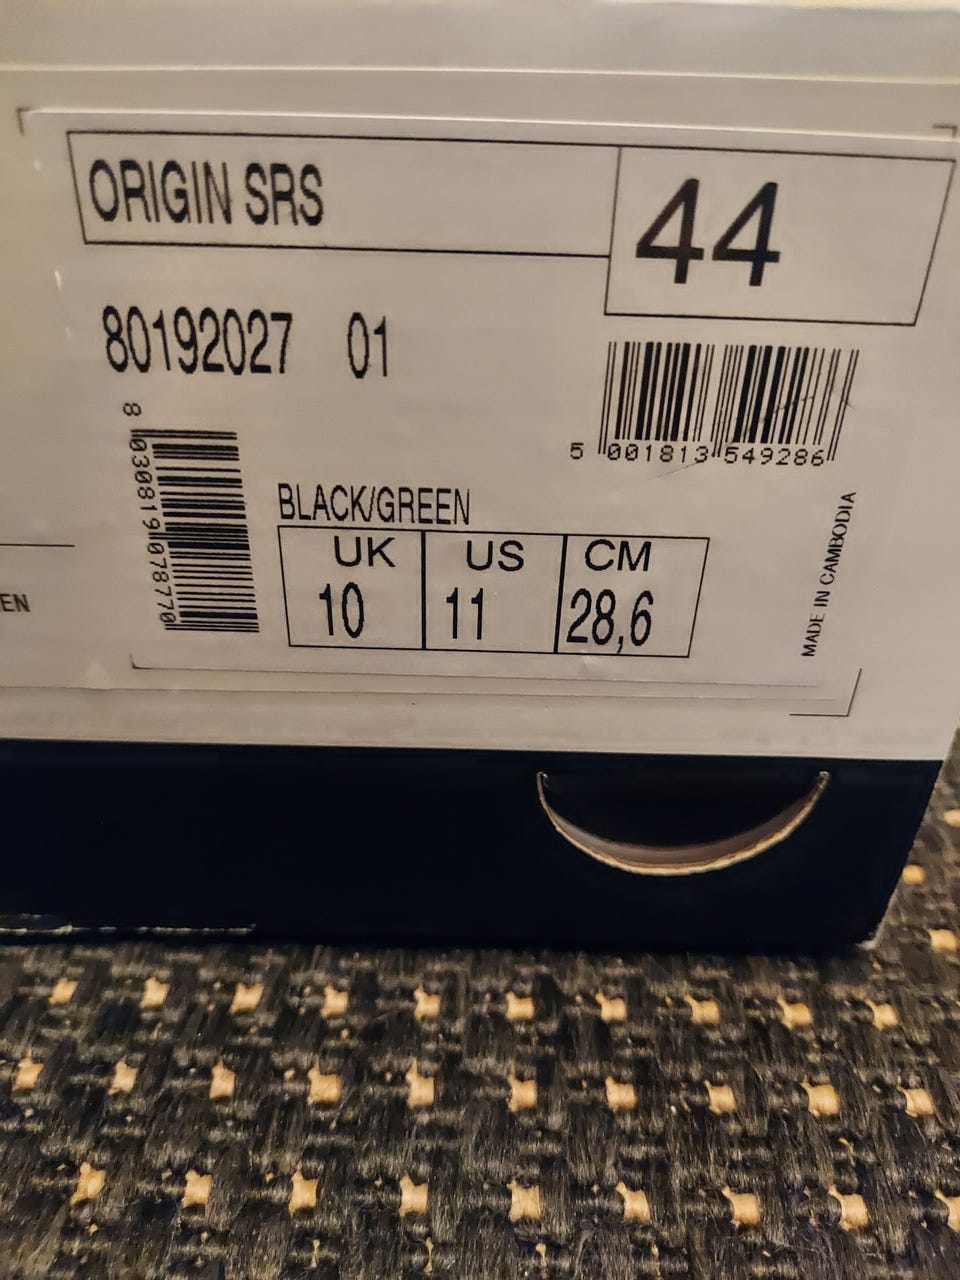 ORIGIN SRS
44
80192027 01
5 001813 549286
8 030819 078770
BLACK/GREEN
UK US CM
10 11 28,6
MADE IN CAMBODIA
EN